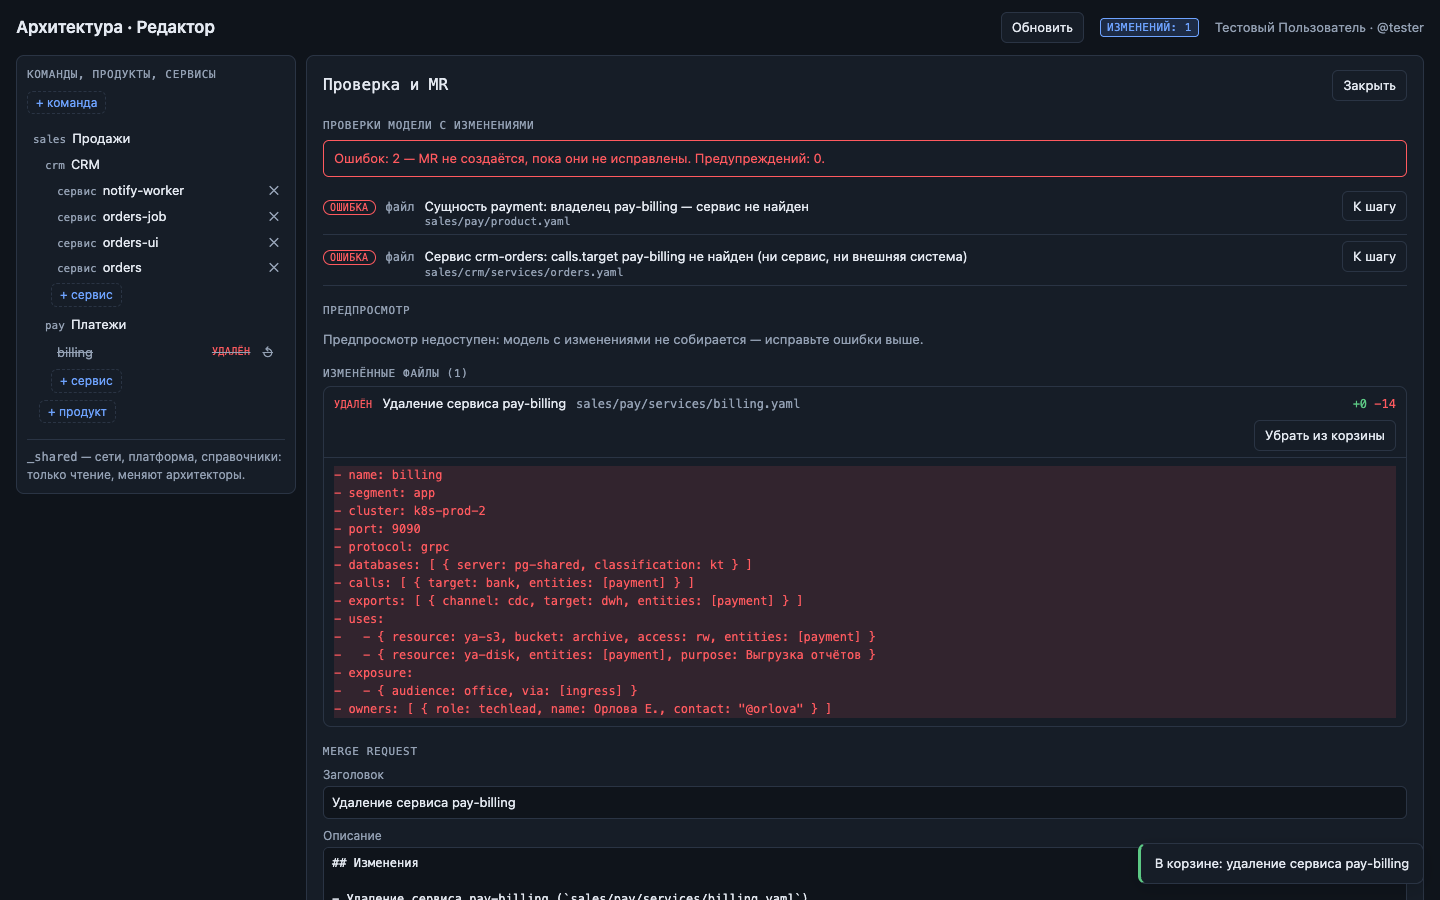 Архитектура · Редактор
Обновить
ИЗМЕНЕНИЙ: 1
Тестовый Пользователь · @tester
КОМАНДЫ, ПРОДУКТЫ, СЕРВИСЫ
+ команда
sales Продажи
crm CRM
сервис notify-worker
сервис orders-job
сервис orders-ui
сервис orders
+ сервис
pay Платежи
billing УДАЛЁН
+ сервис
+ продукт
_shared — сети, платформа, справочники:
только чтение, меняют архитекторы.
Проверка и MR
Закрыть
ПРОВЕРКИ МОДЕЛИ С ИЗМЕНЕНИЯМИ
Ошибок: 2 — MR не создаётся, пока они не исправлены. Предупреждений: 0.
ОШИБКА файл Сущность payment: владелец pay-billing — сервис не найден
sales/pay/product.yaml
К шагу
ОШИБКА файл Сервис crm-orders: calls.target pay-billing не найден (ни сервис, ни внешняя система)
sales/crm/services/orders.yaml
К шагу
ПРЕДПРОСМОТР
Предпросмотр недоступен: модель с изменениями не собирается — исправьте ошибки выше.
ИЗМЕНЁННЫЕ ФАЙЛЫ (1)
УДАЛЁН Удаление сервиса pay-billing sales/pay/services/billing.yaml
+0 −14
Убрать из корзины
− name: billing
− segment: app
− cluster: k8s-prod-2
− port: 9090
− protocol: grpc
− databases: [ { server: pg-shared, classification: kt } ]
− calls: [ { target: bank, entities: [payment] } ]
− exports: [ { channel: cdc, target: dwh, entities: [payment] } ]
− uses:
−   - { resource: ya-s3, bucket: archive, access: rw, entities: [payment] }
−   - { resource: ya-disk, entities: [payment], purpose: Выгрузка отчётов }
− exposure:
−   - { audience: office, via: [ingress] }
− owners: [ { role: techlead, name: Орлова Е., contact: "@orlova" } ]
MERGE REQUEST
Заголовок
Удаление сервиса pay-billing
Описание
## Изменения
- Удаление сервиса pay-billing (`sales/pay/services/billing.yaml`)
В корзине: удаление сервиса pay-billing